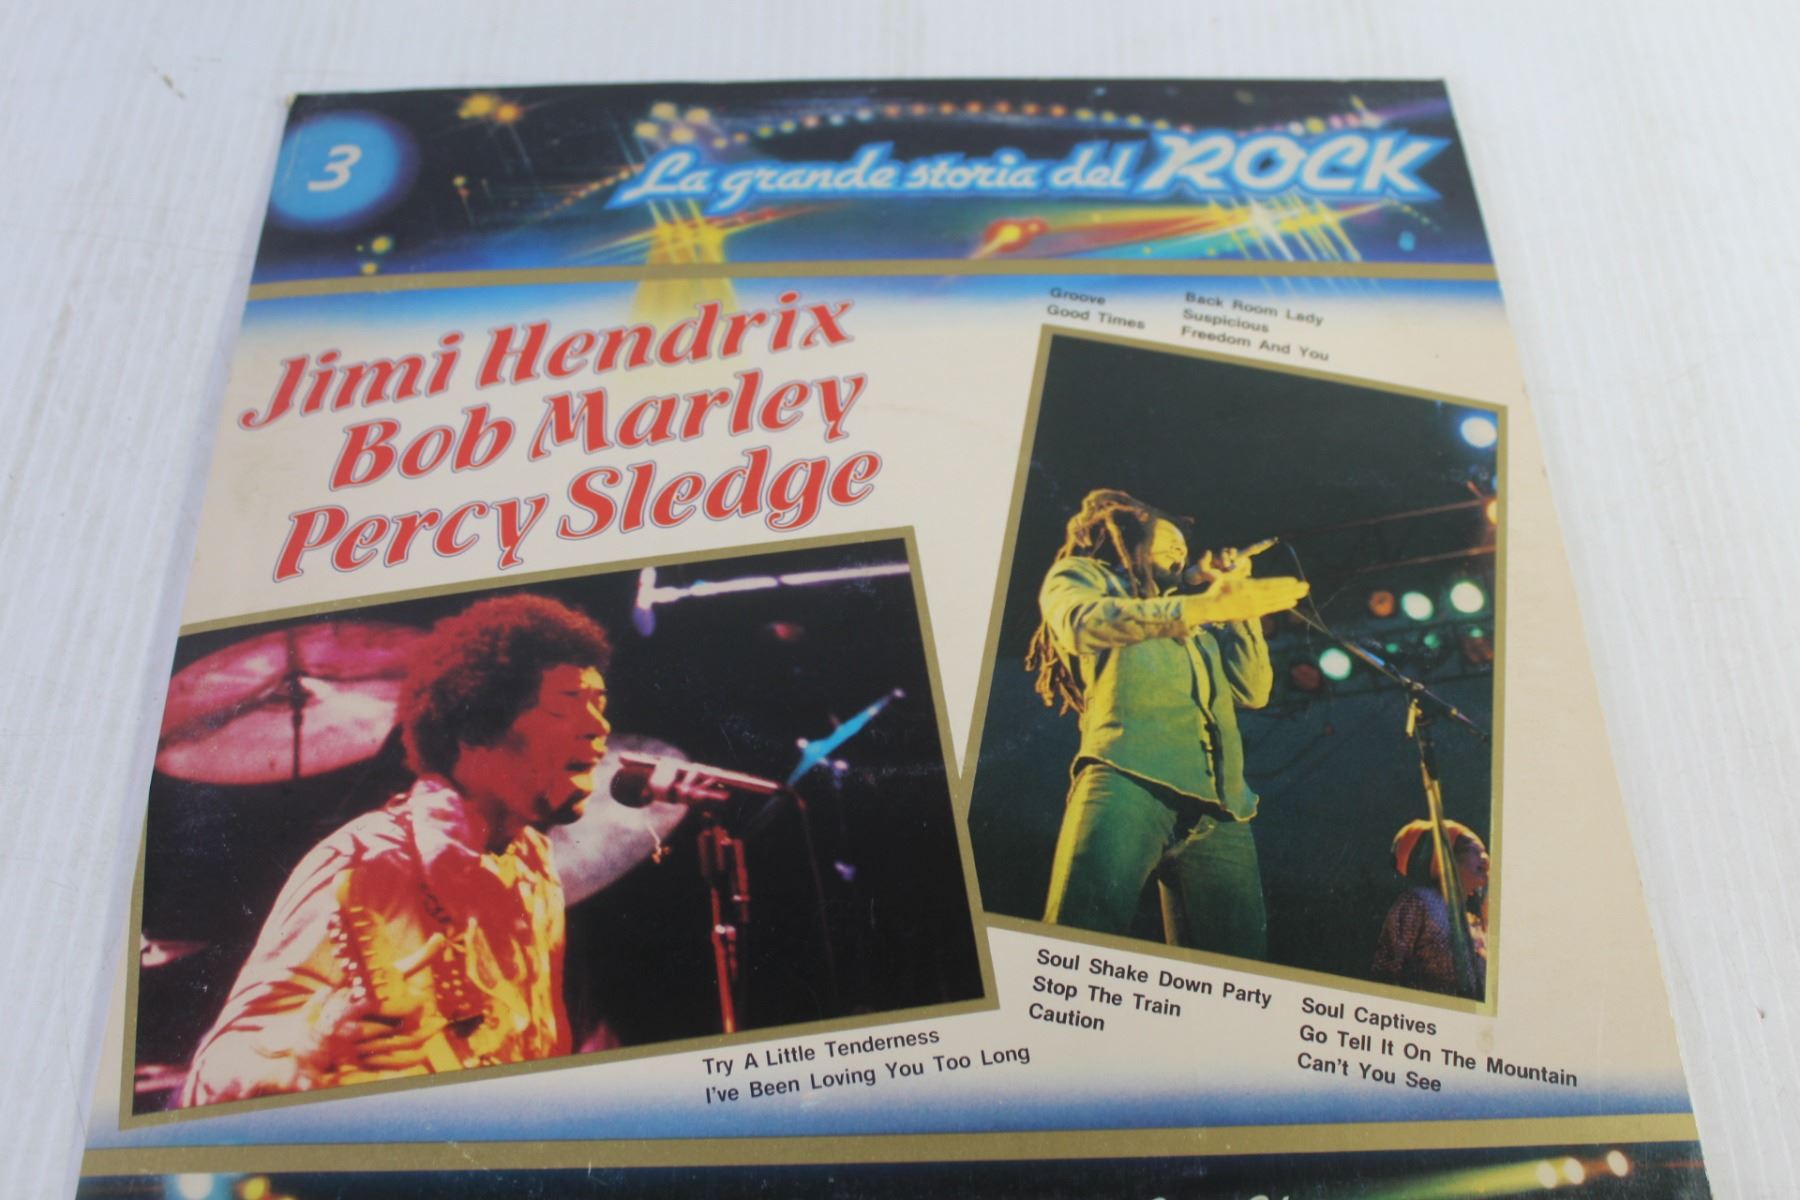 3
La grande storia del ROCK
Jimi Hendrix
Bob Marley
Percy Sledge
Groove
Good Times
Back Room Lady
Suspicious
Freedom And You
Soul Shake Down Party
Stop The Train
Caution
Soul Captives
Go Tell It On The Mountain
Can't You See
Try A Little Tenderness
I've Been Loving You Too Long